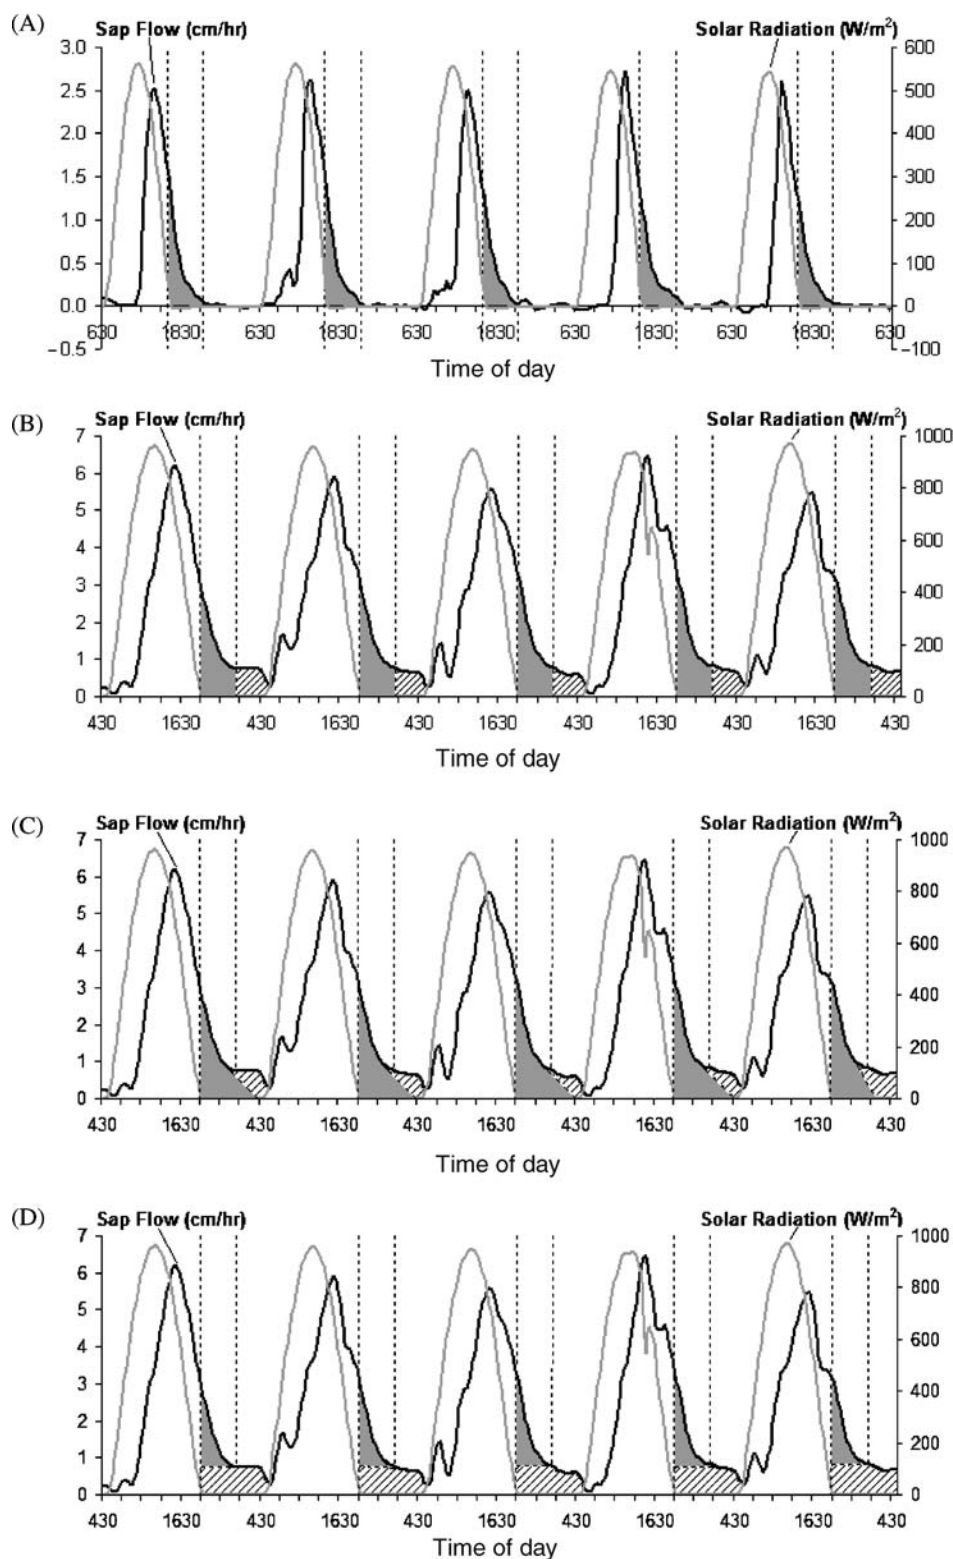 (A)
Sap Flow (cm/hr) Solar Radiation (W/m²)
3.0 600
2.5 500
2.0 400
1.5 300
1.0 200
0.5 100
0.0 0
−0.5 −100
630 1830 630 1830 630 1830 630 1830 630 1830 630
Time of day
(B)
Sap Flow (cm/hr) Solar Radiation (W/m²)
7 1000
6 800
5
4 600
3 400
2
1 200
0 0
430 1630 430 1630 430 1630 430 1630 430 1630 430
Time of day
(C)
Sap Flow (cm/hr) Solar Radiation (W/m²)
7 1000
6 800
5
4 600
3 400
2
1 200
0 0
430 1630 430 1630 430 1630 430 1630 430 1630 430
Time of day
(D)
Sap Flow (cm/hr) Solar Radiation (W/m²)
7 1000
6 800
5
4 600
3 400
2
1 200
0 0
430 1630 430 1630 430 1630 430 1630 430 1630 430
Time of day